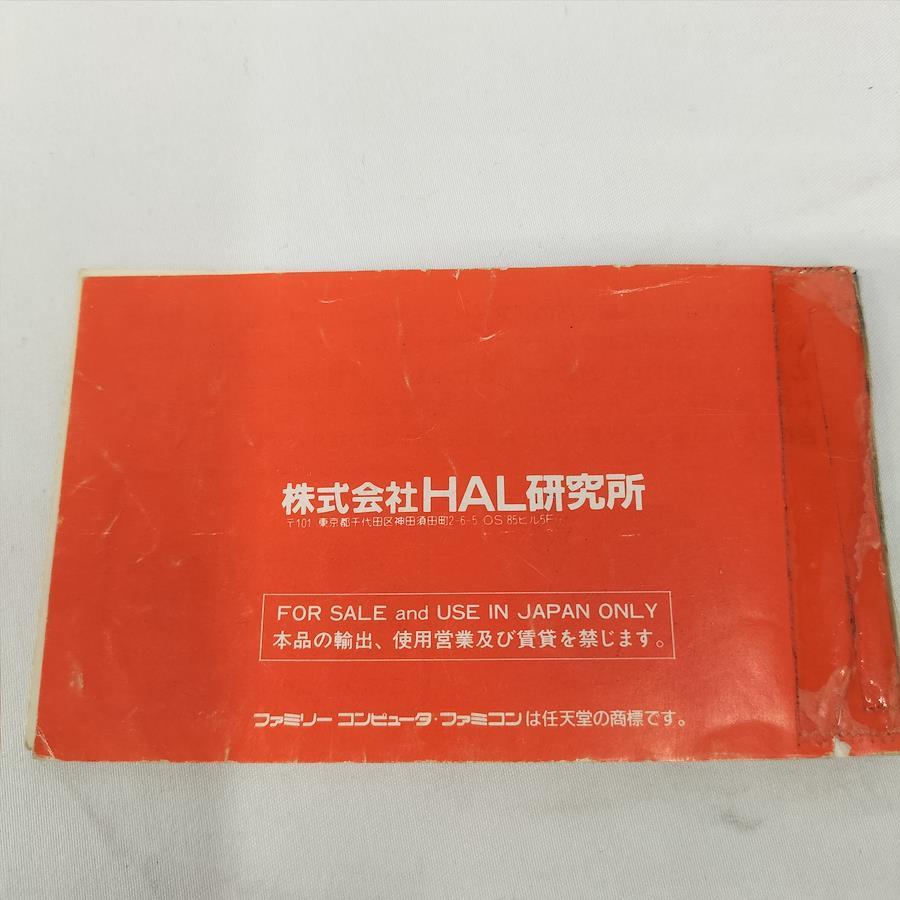 株式会社HAL研究所
〒101 東京都千代田区神田須田町2-6-5 OS 85ビル5F
FOR SALE and USE IN JAPAN ONLY
本品の輸出、使用営業及び賃貸を禁じます。
ファミリー コンピュータ・ファミコンは任天堂の商標です。